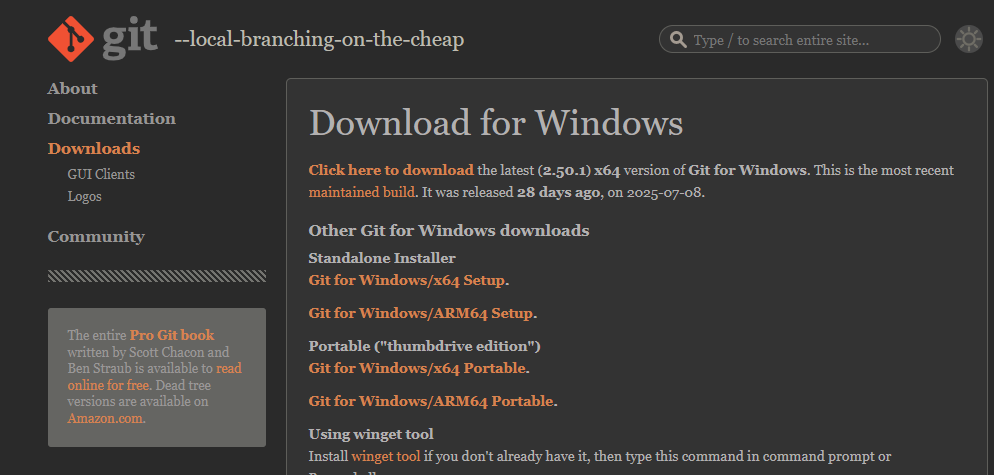 git --local-branching-on-the-cheap
Type / to search entire site...
About
Documentation
Downloads
GUI Clients
Logos
Community
The entire Pro Git book
written by Scott Chacon and
Ben Straub is available to read
online for free. Dead tree
versions are available on
Amazon.com.
Download for Windows
Click here to download the latest (2.50.1) x64 version of Git for Windows. This is the most recent
maintained build. It was released 28 days ago, on 2025-07-08.
Other Git for Windows downloads
Standalone Installer
Git for Windows/x64 Setup.
Git for Windows/ARM64 Setup.
Portable ("thumbdrive edition")
Git for Windows/x64 Portable.
Git for Windows/ARM64 Portable.
Using winget tool
Install winget tool if you don't already have it, then type this command in command prompt or